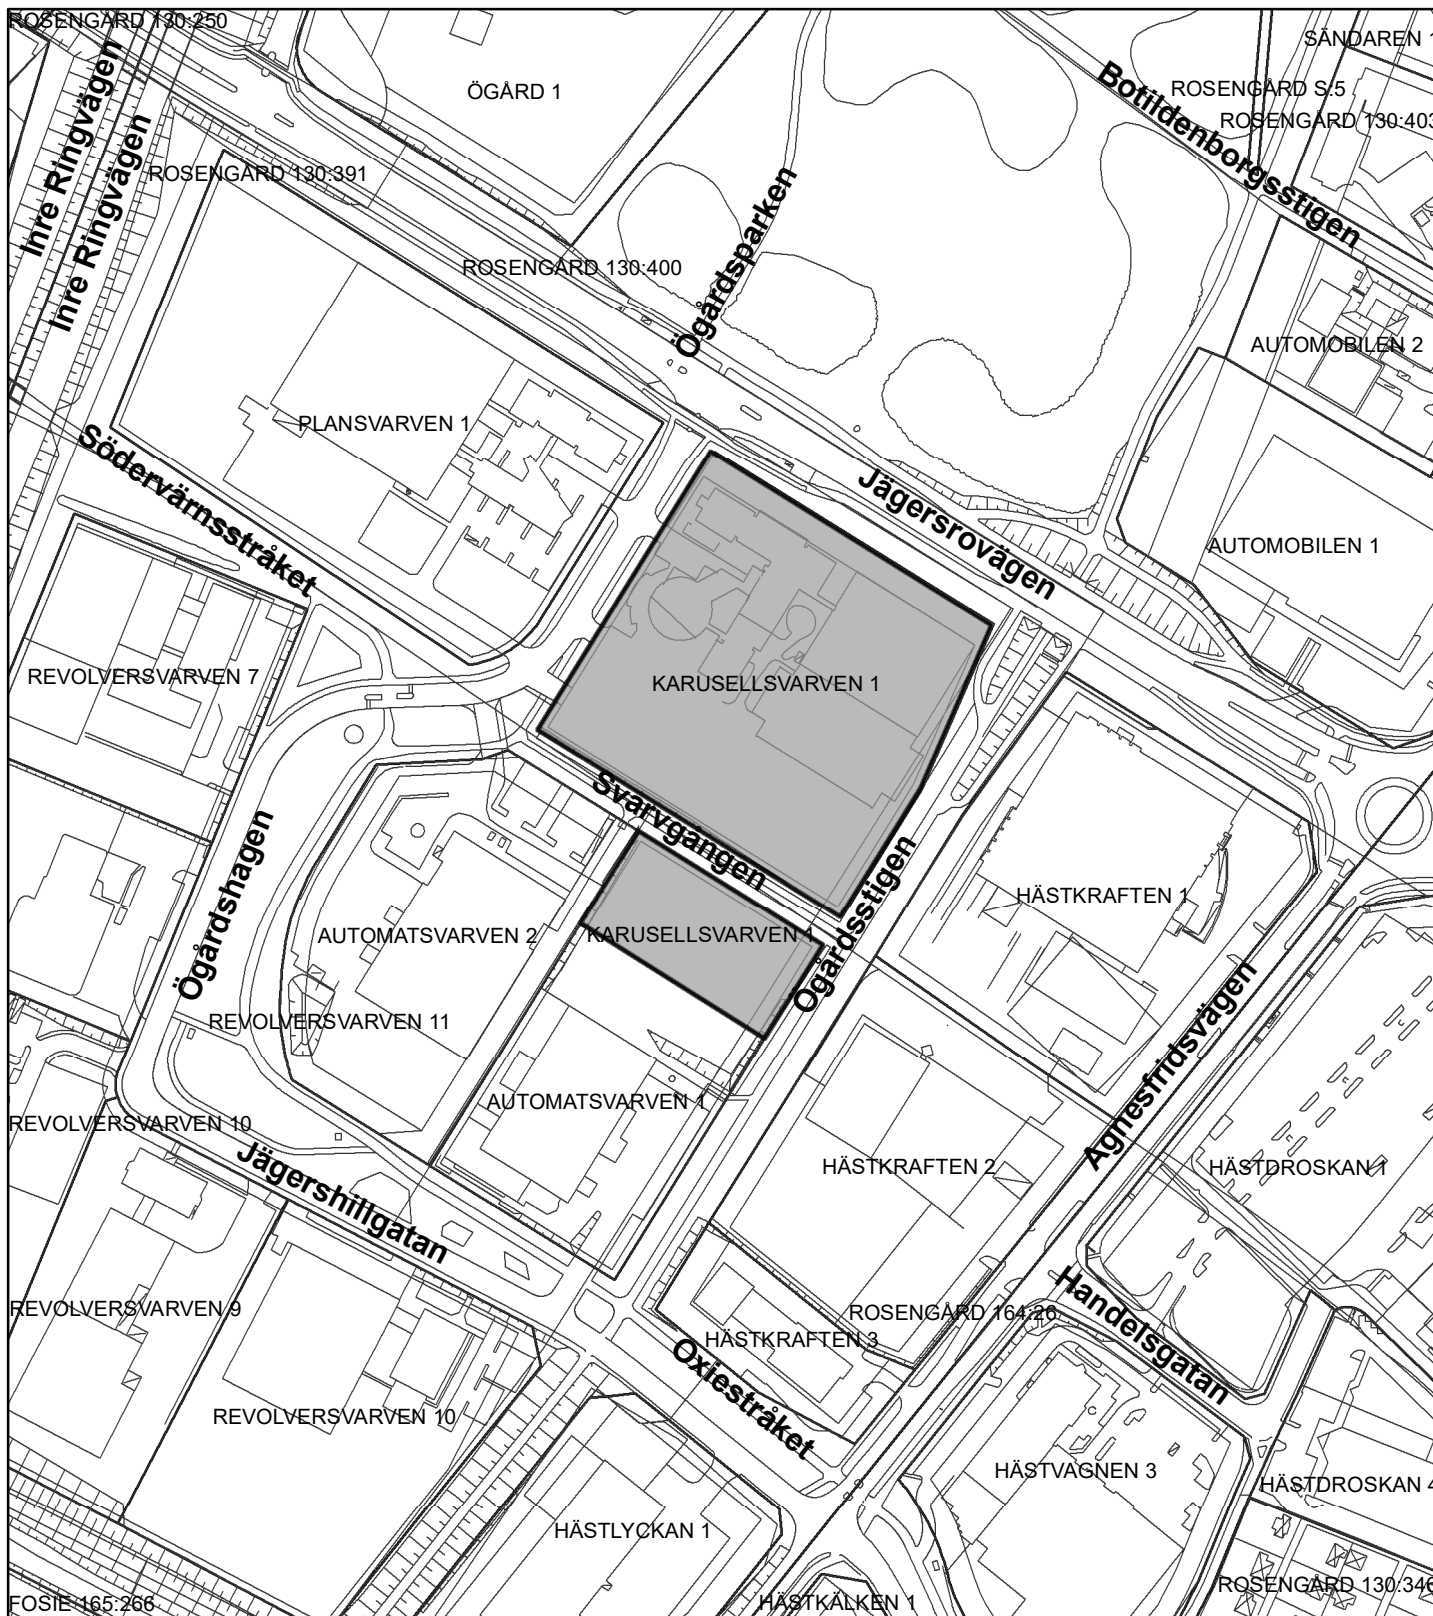 ROSENGÅRD 130:250
SÄNDAREN 1
Botildenborgsstigen
ROSENGÅRD S:5
ÖGÅRD 1
ROSENGÅRD 130:403
Inre Ringvägen
Inre Ringvägen
ROSENGÅRD 130:391
Ögårdsparken
ROSENGÅRD 130:400
AUTOMOBILEN 2
PLANSVARVEN 1
Södervärnsstråket
Jägersrovägen
AUTOMOBILEN 1
REVOLVERSVARVEN 7
KARUSELLSVARVEN 1
Svarvgången
Ögårdshagen
HÄSTKRAFTEN 1
Ögårdsstigen
AUTOMATSVARVEN 2
KARUSELLSVARVEN 1
REVOLVERSVARVEN 11
Agnesfridsvägen
AUTOMATSVARVEN 1
REVOLVERSVARVEN 10
HÄSTKRAFTEN 2
HÄSTDROSKAN 1
Jägershillgatan
REVOLVERSVARVEN 9
ROSENGÅRD 164:26
Handelsgatan
HÄSTKRAFTEN 3
Oxiestråket
REVOLVERSVARVEN 10
HÄSTVAGNEN 3
HÄSTDROSKAN 4
HÄSTLYCKAN 1
ROSENGÅRD 130:346
FOSIE 165:266
HÄSTKÄLKEN 1